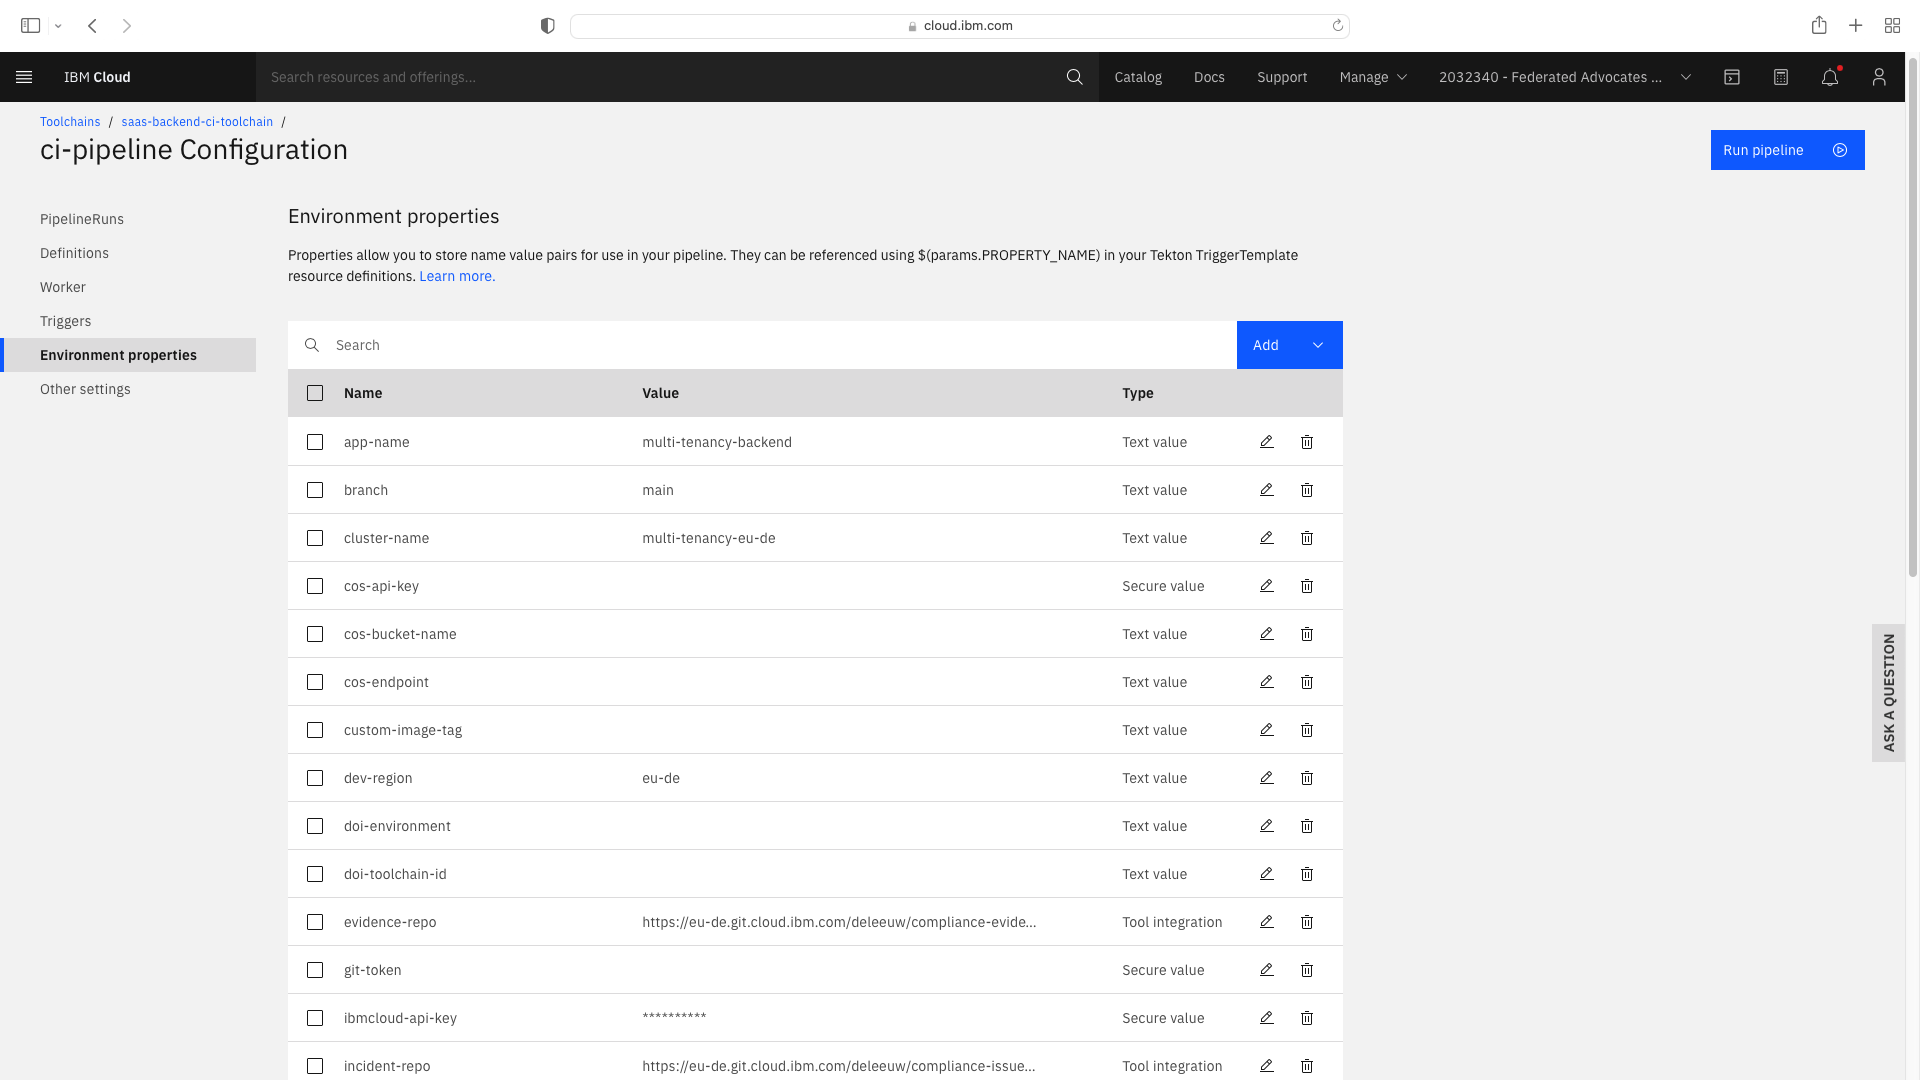 cloud.ibm.com
IBM Cloud
Search resources and offerings...
Catalog
Docs
Support
Manage
2032340 - Federated Advocates ...
Toolchains / saas-backend-ci-toolchain /
ci-pipeline Configuration
Run pipeline
PipelineRuns
Definitions
Worker
Triggers
Environment properties
Other settings
Environment properties
Properties allow you to store name value pairs for use in your pipeline. They can be referenced using $(params.PROPERTY_NAME) in your Tekton TriggerTemplate
resource definitions. Learn more.
Search
Add
Name Value Type
app-name multi-tenancy-backend Text value
branch main Text value
cluster-name multi-tenancy-eu-de Text value
cos-api-key Secure value
cos-bucket-name Text value
cos-endpoint Text value
custom-image-tag Text value
dev-region eu-de Text value
doi-environment Text value
doi-toolchain-id Text value
evidence-repo https://eu-de.git.cloud.ibm.com/deleeuw/compliance-evide... Tool integration
git-token Secure value
ibmcloud-api-key ********** Secure value
incident-repo https://eu-de.git.cloud.ibm.com/deleeuw/compliance-issue... Tool integration
ASK A QUESTION